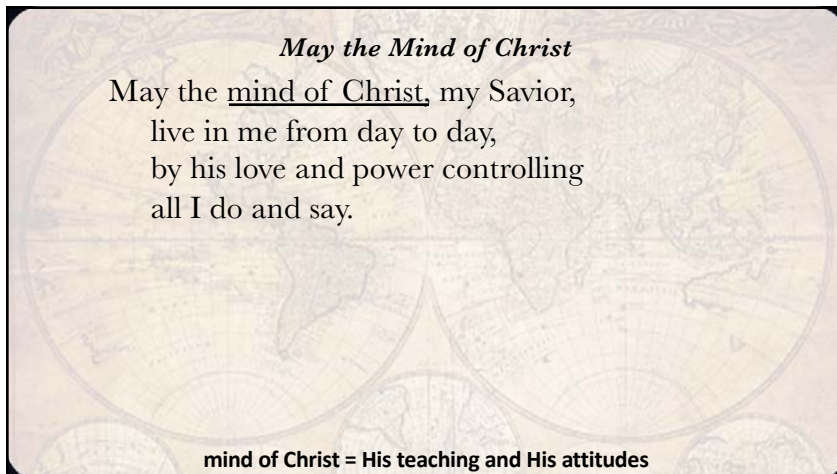 May the Mind of Christ
May the mind of Christ, my Savior,
live in me from day to day,
by his love and power controlling
all I do and say.
mind of Christ = His teaching and His attitudes